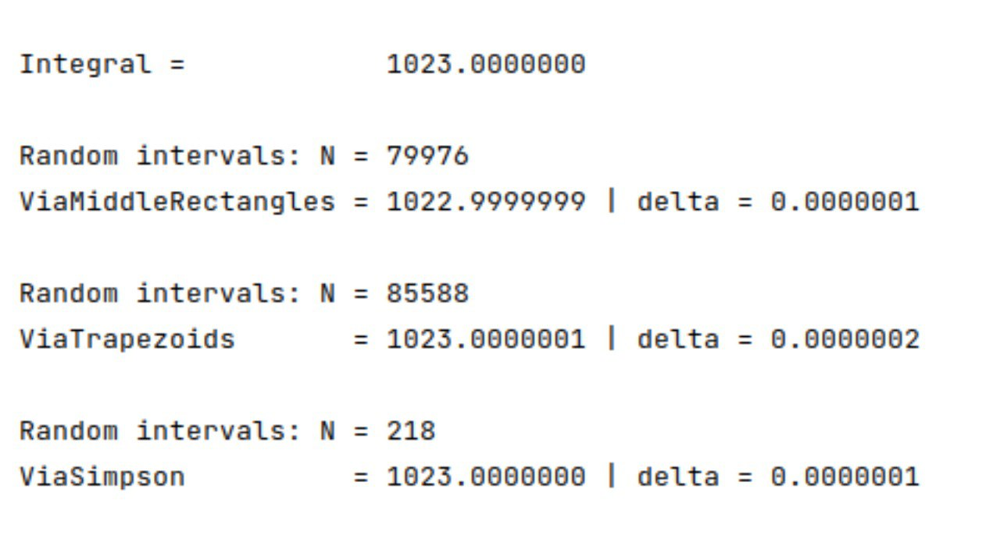 Integral =            1023.0000000
Random intervals: N = 79976
ViaMiddleRectangles = 1022.9999999 | delta = 0.0000001
Random intervals: N = 85588
ViaTrapezoids       = 1023.0000001 | delta = 0.0000002
Random intervals: N = 218
ViaSimpson          = 1023.0000000 | delta = 0.0000001